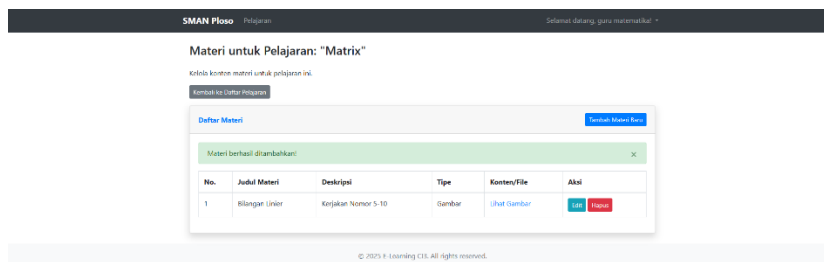 SMAN Ploso Pelajaran Selamat datang, guru matematika!
Materi untuk Pelajaran: "Matrix"
Kelola konten materi untuk pelajaran ini.
Kembali ke Daftar Pelajaran
Daftar Materi Tambah Materi Baru
Materi berhasil ditambahkan! ×
No. Judul Materi Deskripsi Tipe Konten/File Aksi
1 Bilangan Linier Kerjakan Nomor 5-10 Gambar Lihat Gambar Edit Hapus
© 2025 E-Learning CI3. All rights reserved.